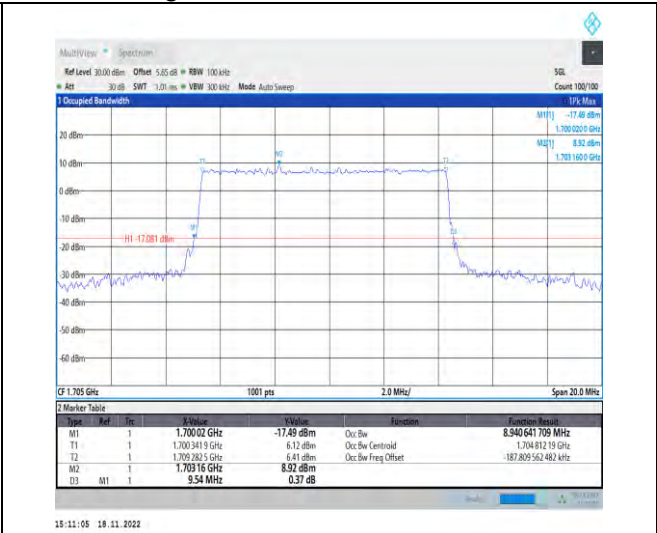 MultiView Spectrum
Ref Level 30.00 dBm Offset 5.65 dB RBW 100 kHz SGL
Att 30 dB SWT 1.01 ms VBW 300 kHz Mode Auto Sweep Count 100/100
1 Occupied Bandwidth 1Pk Max
M1[1] -17.49 dBm
1.700 020 0 GHz
20 dBm
M2[1] 8.92 dBm
1.703 160 0 GHz
M2
10 dBm
T1
0 dBm
-10 dBm
M1
D3
H1 -17.081 dBm
-20 dBm
-30 dBm
-40 dBm
-50 dBm
-60 dBm
CF 1.705 GHz 1001 pts 2.0 MHz/ Span 20.0 MHz
2 Marker Table
Type Ref Trc X-Value Y-Value Function Function Result
M1 1 1.700 02 GHz -17.49 dBm Occ Bw 8.940 641 709 MHz
T1 1 1.700 341 9 GHz 6.12 dBm Occ Bw Centroid 1.704 812 19 GHz
T2 1 1.709 282 5 GHz 6.41 dBm Occ Bw Freq Offset -187.809 562 482 kHz
M2 1 1.703 16 GHz 8.92 dBm
D3 M1 1 9.54 MHz 0.37 dB
15:11:05 18.11.2022